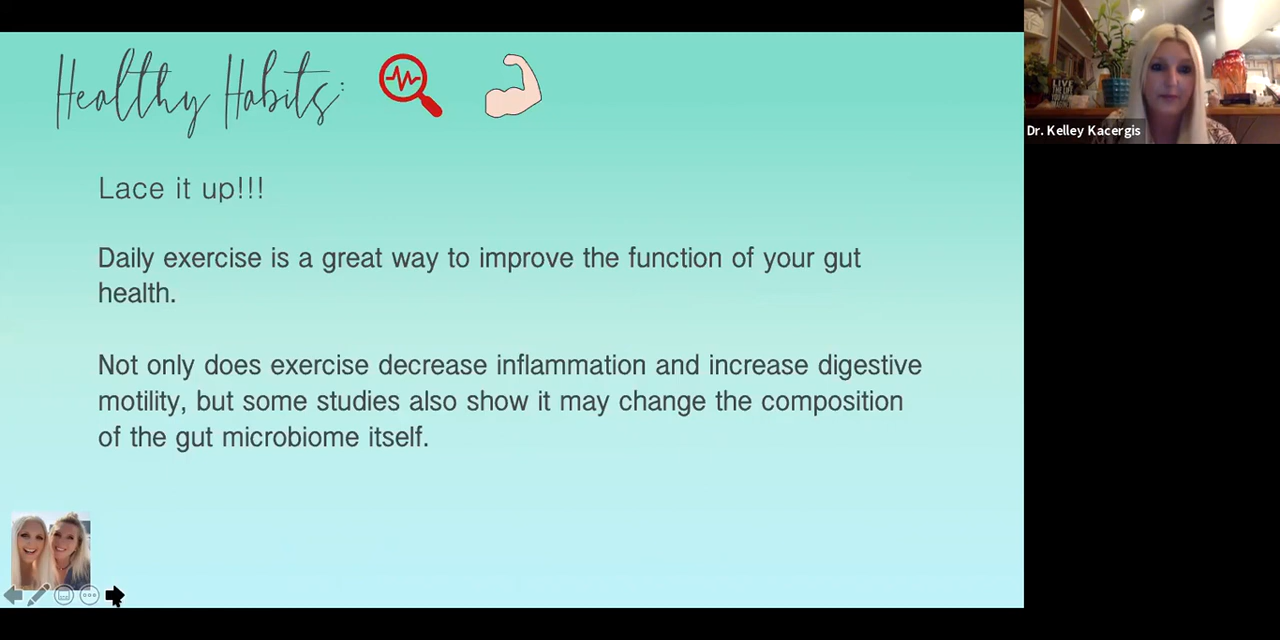 Healthy Habits:
Lace it up!!!
Daily exercise is a great way to improve the function of your gut
health.
Not only does exercise decrease inflammation and increase digestive
motility, but some studies also show it may change the composition
of the gut microbiome itself.
Dr. Kelley Kacergis
LIVE